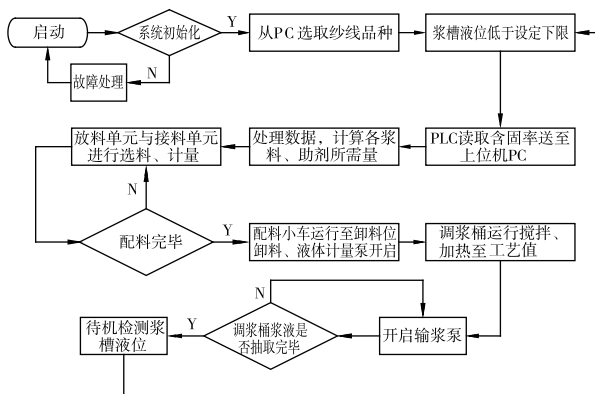 启动
系统初始化
Y
从PC选取纱线品种
浆槽液位低于设定下限
N
故障处理
放料单元与接料单元
进行选料、计量
处理数据，计算各浆
料、助剂所需量
PLC读取含固率送至
上位机PC
N
配料完毕
Y
配料小车运行至卸料位
卸料、液体计量泵开启
调浆桶运行搅拌、
加热至工艺值
N
待机检测浆
槽液位
Y
调浆桶浆液是
否抽取完毕
开启输浆泵